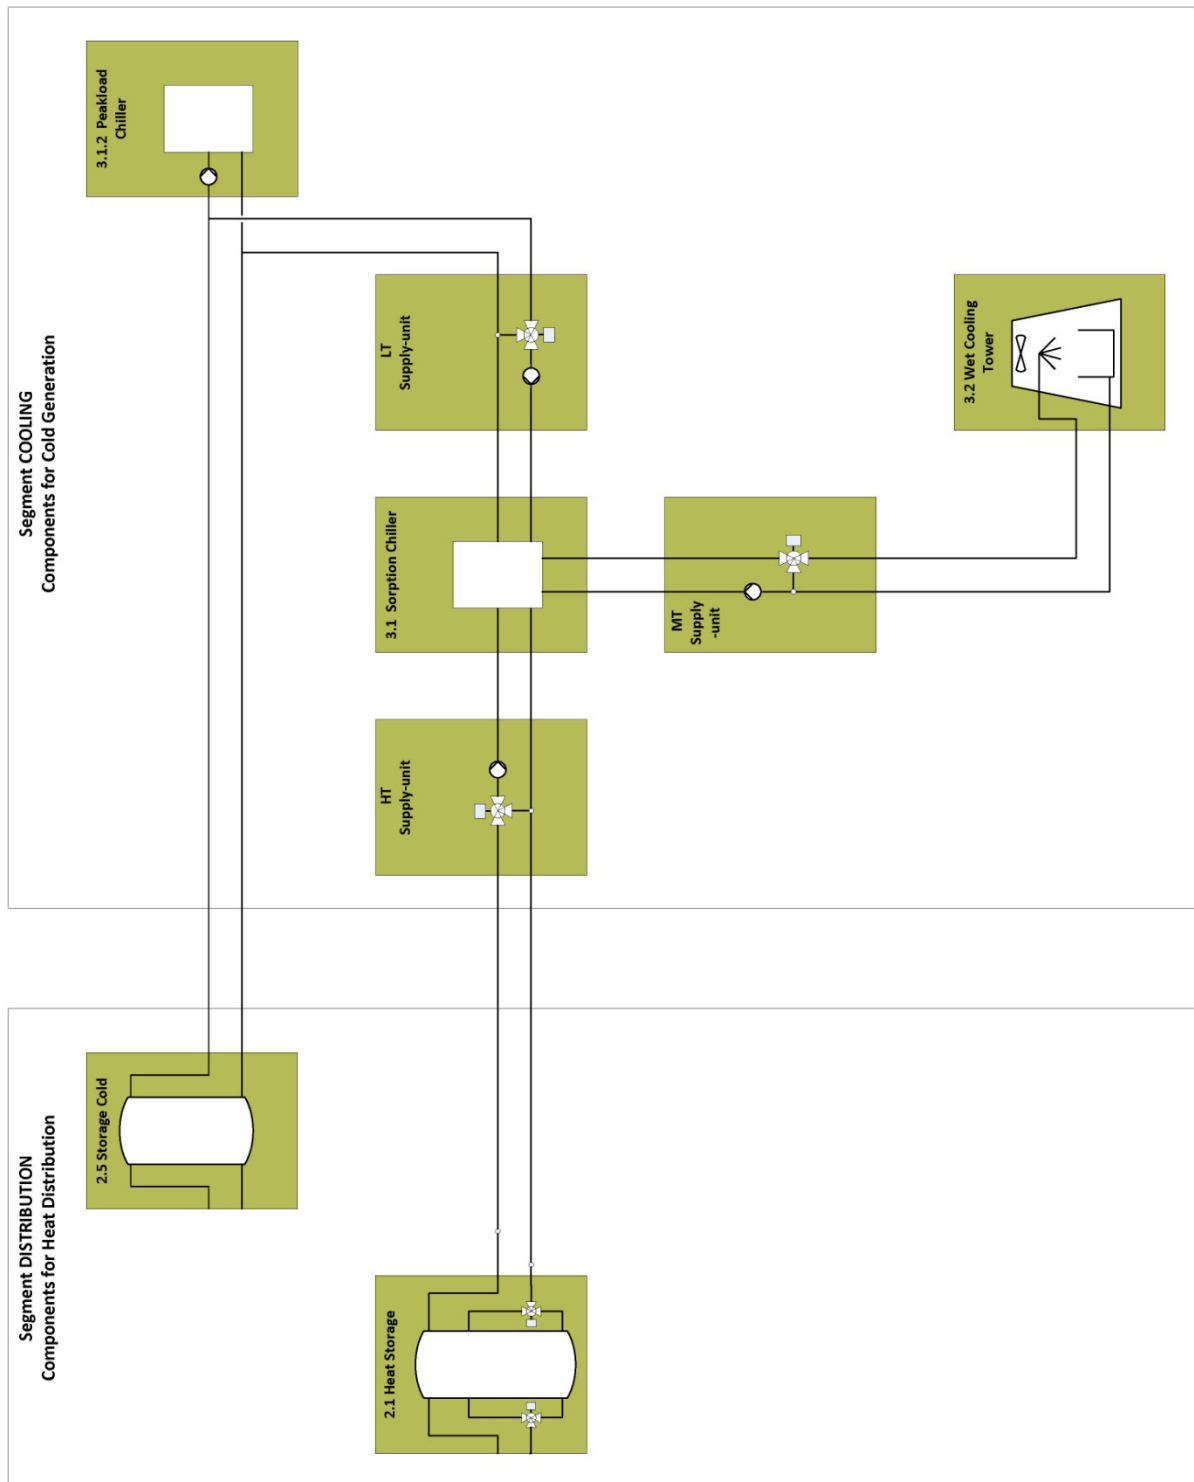 Segment COOLING
Components for Cold Generation
3.1.2  Peakload
Chiller
LT
Supply-unit
3.1  Sorption Chiller
HT
Supply-unit
MT
Supply
-unit
3.2 Wet Cooling
Tower
Segment DISTRIBUTION
Components for Heat Distribution
2.5 Storage Cold
2.1 Heat Storage